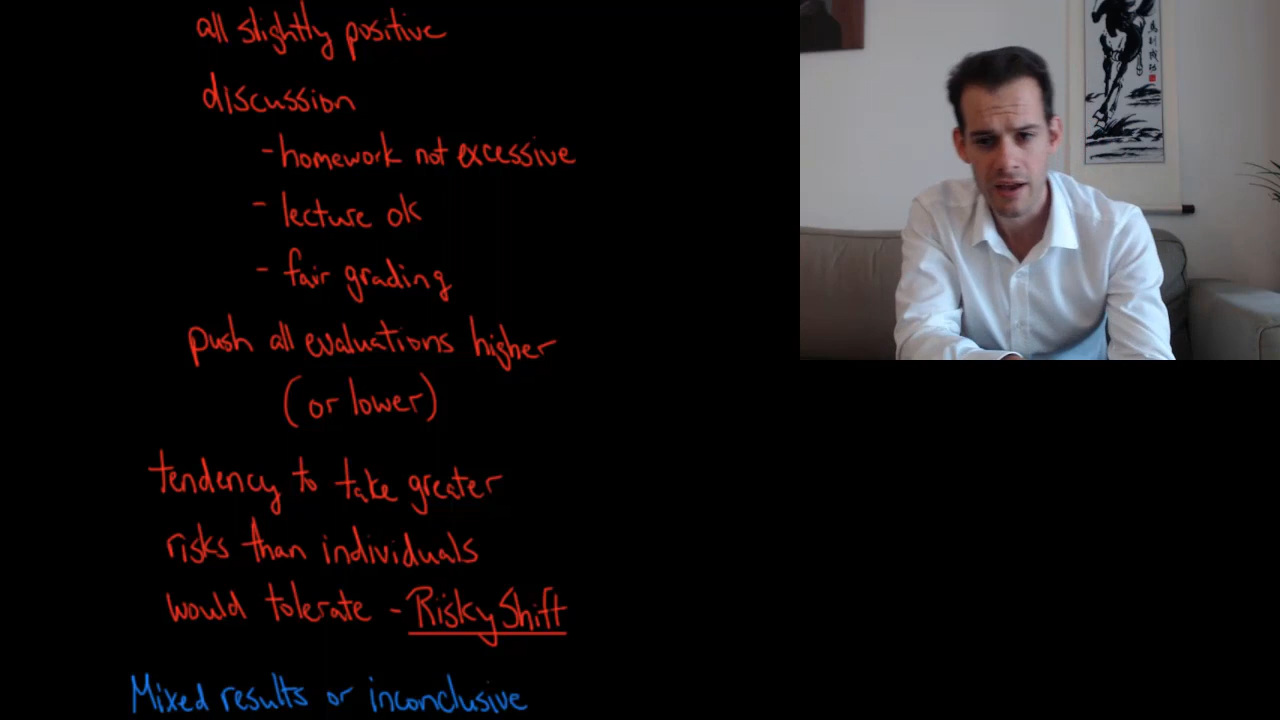 all slightly positive
discussion
- homework not excessive
- lecture ok
- fair grading
push all evaluations higher
(or lower)
tendency to take greater
risks than individuals
would tolerate - Risky Shift
Mixed results or inconclusive